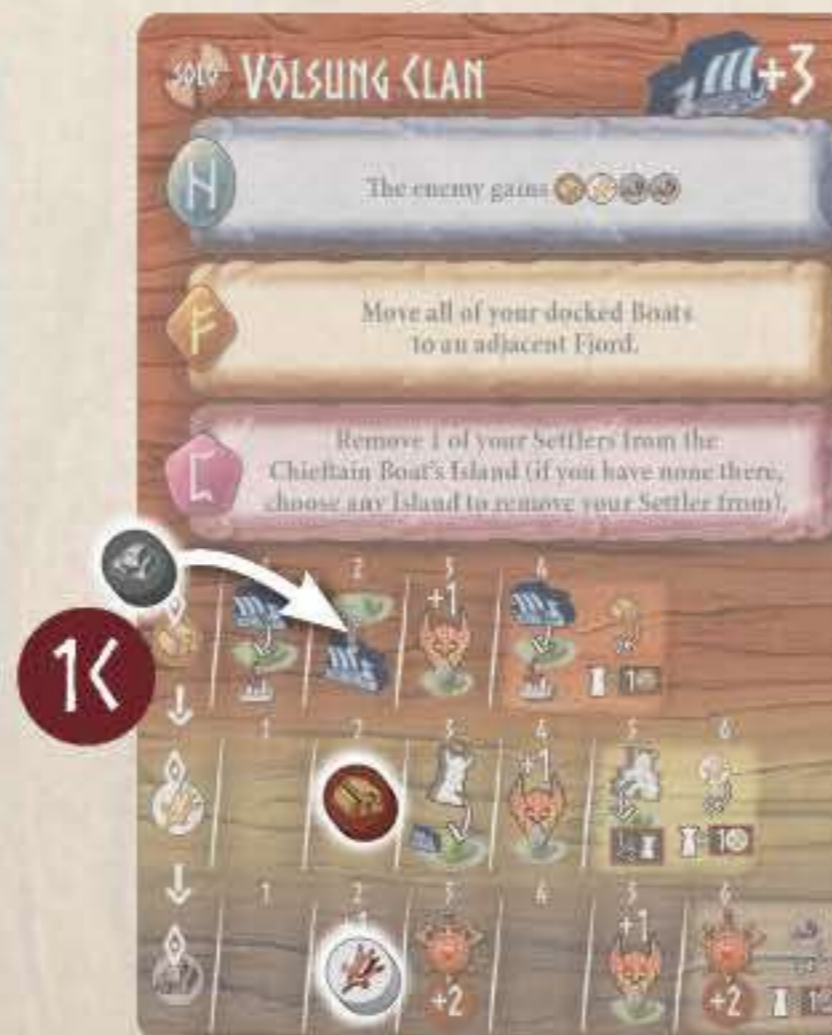 SOLO VÖLSUNG CLAN +3
The enemy gains
Move all of your docked Boats
to an adjacent Fjord.
Remove 1 of your Settlers from the
Chieftain Boat's Island (if you have none there,
choose any Island to remove your Settler from).
2 3 4
+1
1
1 2 3 4 5 6
+1
1
1 2 3 4 5 6
+1
+2 +2